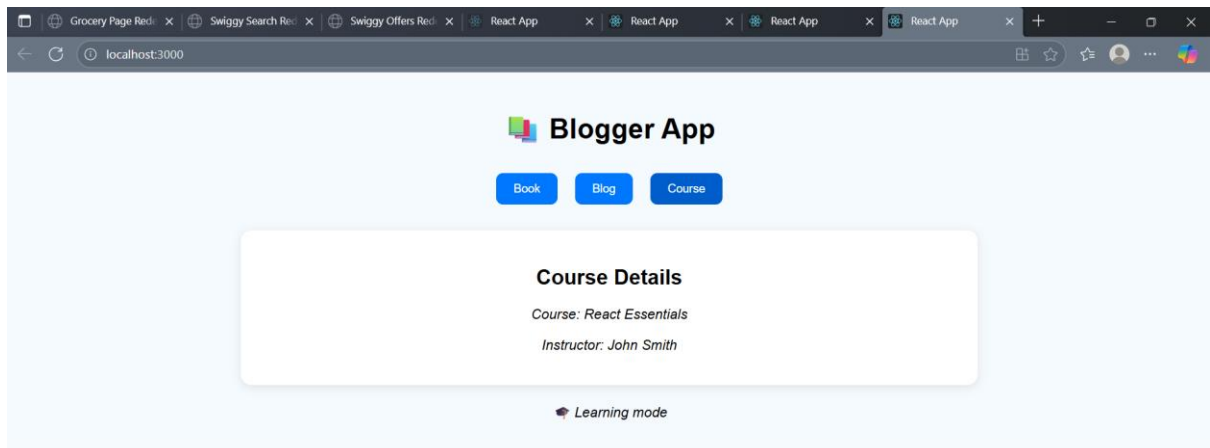 Grocery Page Rede
Swiggy Search Red
Swiggy Offers Red
React App
React App
React App
React App
localhost:3000
Blogger App
Book
Blog
Course
Course Details
Course: React Essentials
Instructor: John Smith
Learning mode